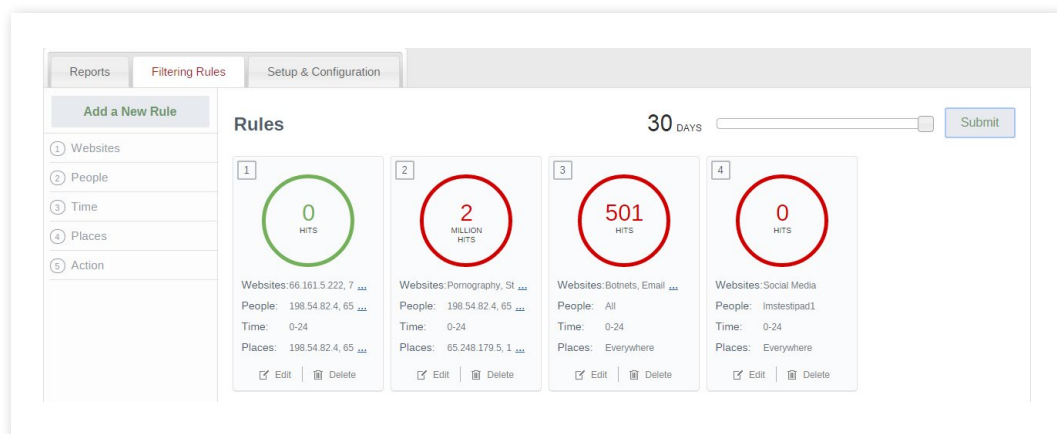 Reports Filtering Rules Setup & Configuration
Add a New Rule
1 Websites
2 People
3 Time
4 Places
5 Action
Rules
30 DAYS
Submit
1
0
HITS
Websites:66.161.5.222, 7 ...
People: 198.54.82.4, 65 ...
Time: 0-24
Places: 198.54.82.4, 65 ...
Edit Delete
2
2
MILLION
HITS
Websites:Pornography, St ...
People: 198.54.82.4, 65 ...
Time: 0-24
Places: 65.248.179.5, 1 ...
Edit Delete
3
501
HITS
Websites:Botnets, Email ...
People: All
Time: 0-24
Places: Everywhere
Edit Delete
4
0
HITS
Websites:Social Media
People: lmstestipad1
Time: 0-24
Places: Everywhere
Edit Delete